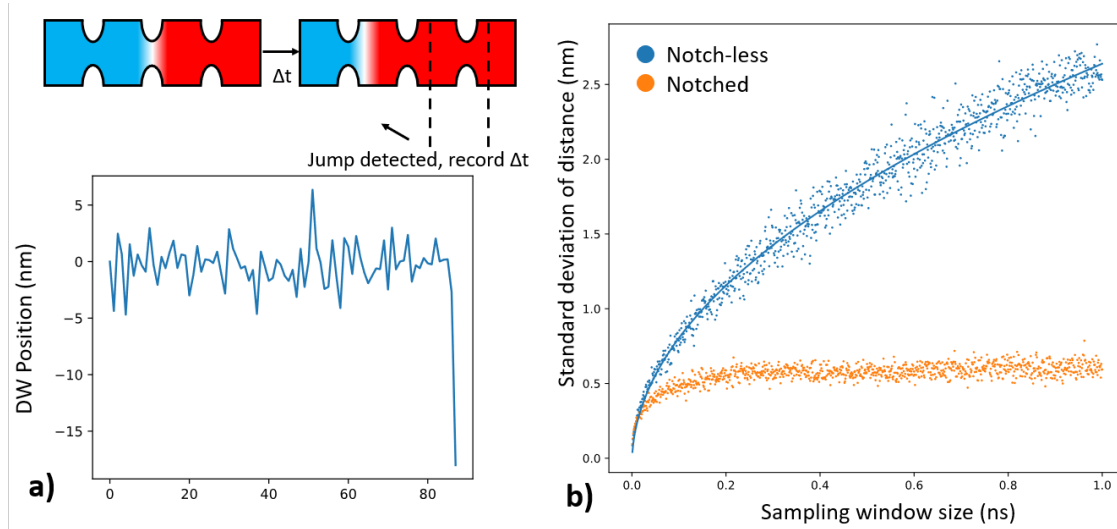 Δt
Jump detected, record Δt
DW Position (nm)
5
0
−5
−10
−15
0
20
40
60
80
a)
Notch-less
Notched
Standard deviation of distance (nm)
2.5
2.0
1.5
1.0
0.5
0.0
0.0
0.2
0.4
0.6
0.8
1.0
Sampling window size (ns)
b)